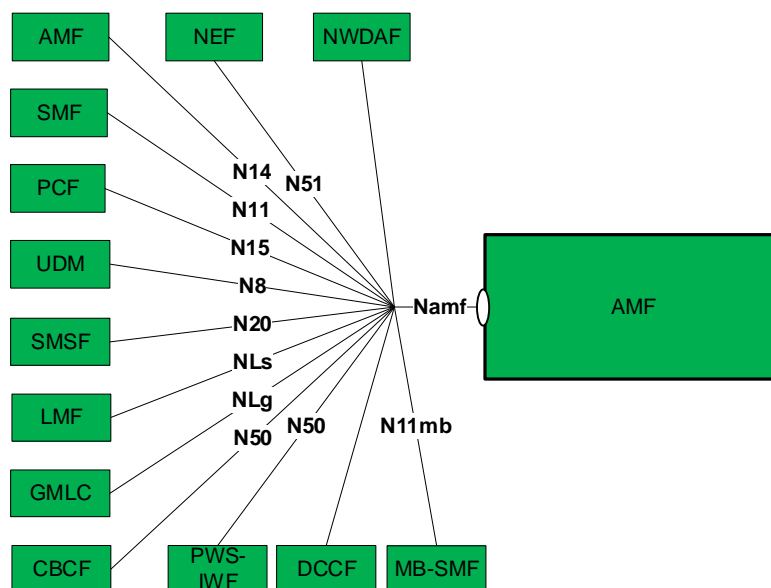 AMF
NEF
NWDAF
SMF
PCF
UDM
SMSF
LMF
GMLC
CBCF
PWS-
IWF
DCCF
MB-SMF
N14
N51
N11
N15
N8
N20
NLs
NLg
N50
N50
N11mb
Namf
AMF